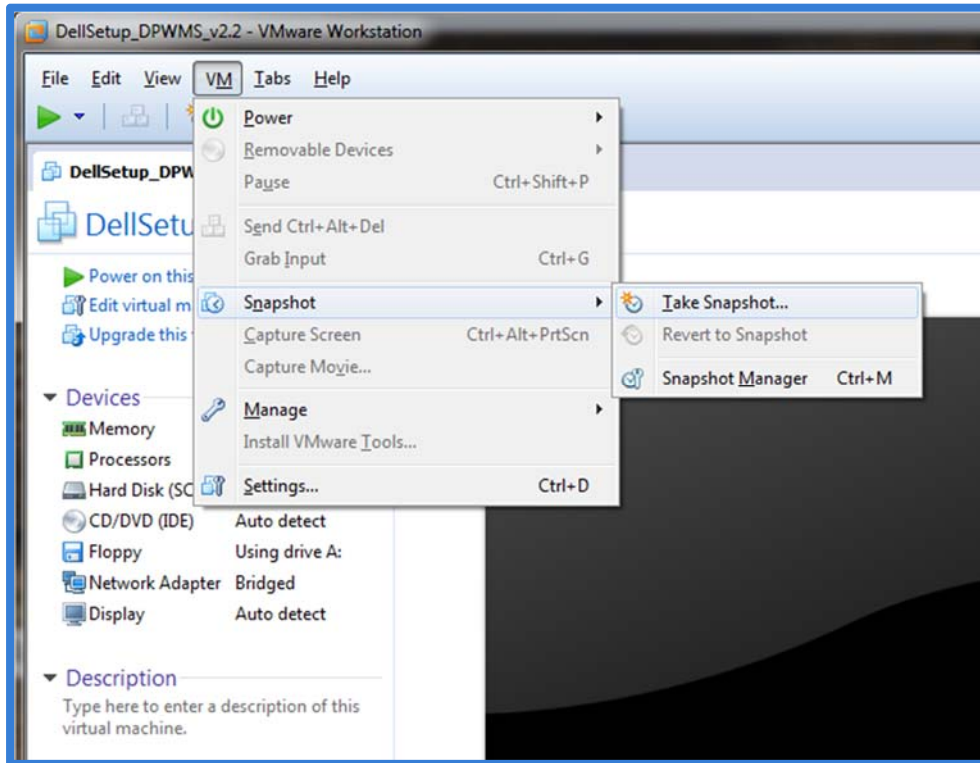 DellSetup_DPWMS_v2.2 - VMware Workstation
File Edit View VM Tabs Help
Power
Removable Devices
DellSetup_DPW
Pause Ctrl+Shift+P
DellSetu
Send Ctrl+Alt+Del
Grab Input Ctrl+G
Power on this
Edit virtual m
Snapshot
Take Snapshot...
Upgrade this
Capture Screen Ctrl+Alt+PrtScn
Revert to Snapshot
Capture Movie...
Snapshot Manager Ctrl+M
Devices
Manage
Memory
Install VMware Tools...
Processors
Hard Disk (SC
Settings... Ctrl+D
CD/DVD (IDE) Auto detect
Floppy Using drive A:
Network Adapter Bridged
Display Auto detect
Description
Type here to enter a description of this
virtual machine.